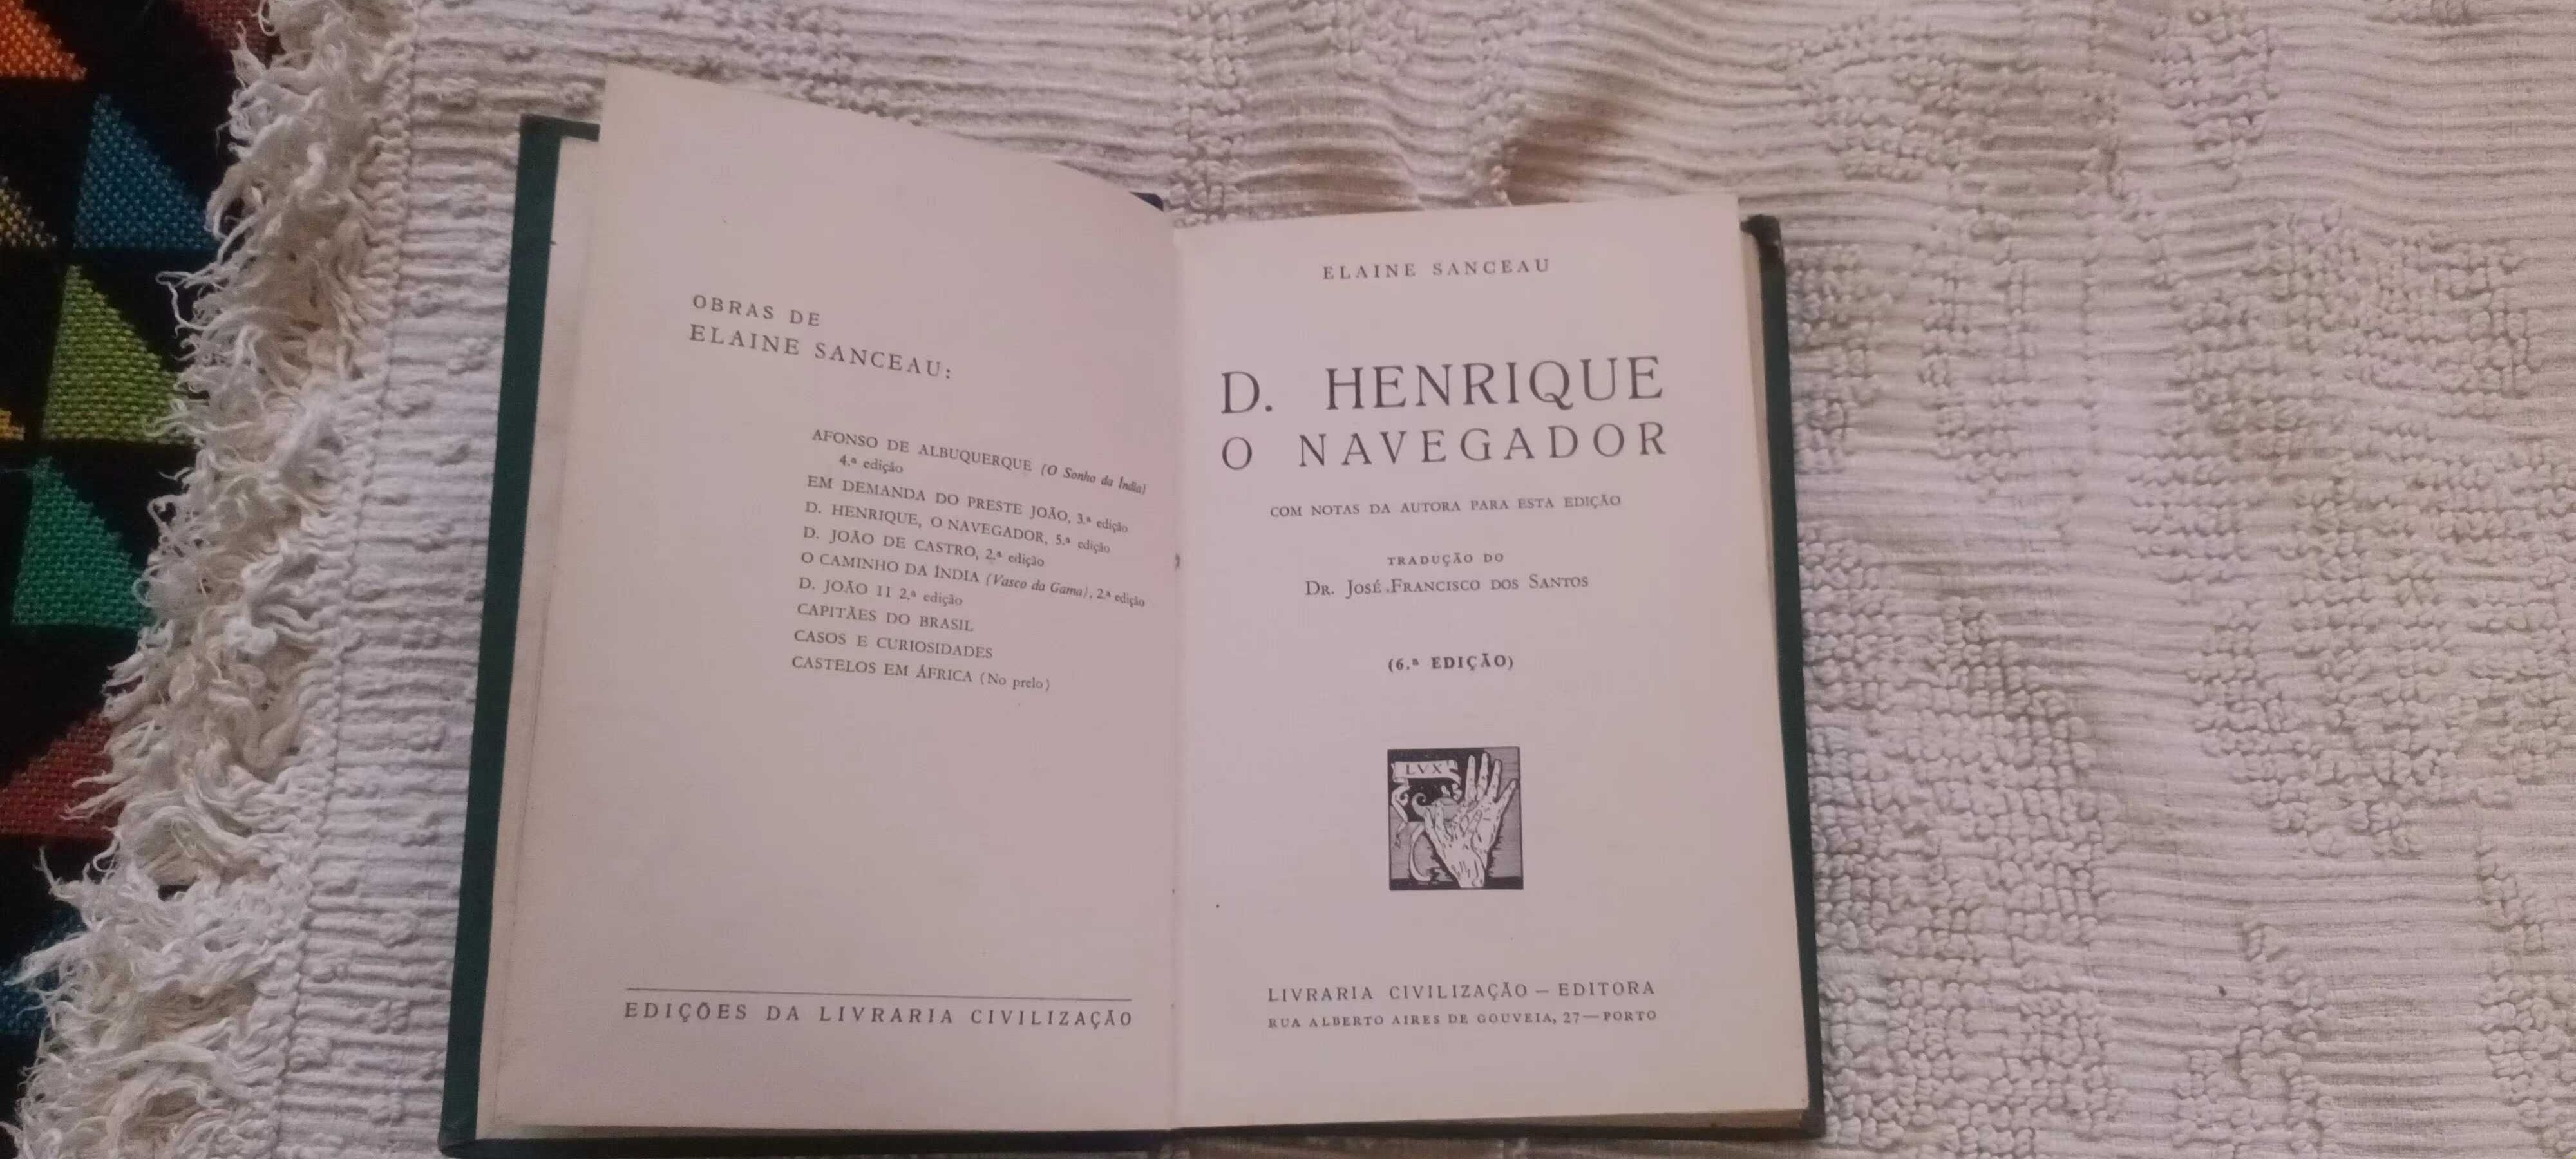 OBRAS DE
ELAINE SANCEAU:
AFONSO DE ALBUQUERQUE (O Sonho da Índia)
4.ª edição
EM DEMANDA DO PRESTE JOÃO, 3.ª edição
D. HENRIQUE, O NAVEGADOR, 5.ª edição
D. JOÃO DE CASTRO, 2.ª edição
O CAMINHO DA ÍNDIA (Vasco da Gama), 2.ª edição
D. JOÃO II 2.ª edição
CAPITÃES DO BRASIL
CASOS E CURIOSIDADES
CASTELOS EM ÁFRICA (No prelo)
EDIÇÕES DA LIVRARIA CIVILIZAÇÃO
ELAINE SANCEAU
D. HENRIQUE
O NAVEGADOR
COM NOTAS DA AUTORA PARA ESTA EDIÇÃO
TRADUÇÃO DO
DR. JOSÉ FRANCISCO DOS SANTOS
(6.ª EDIÇÃO)
LVX
LIVRARIA CIVILIZAÇÃO — EDITORA
RUA ALBERTO AIRES DE GOUVEIA, 27 — PORTO